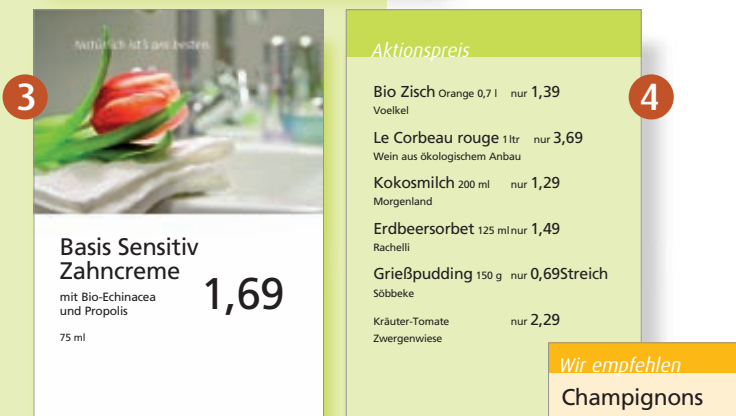 3
Natürlich ist's am besten.
Basis Sensitiv
Zahncreme
mit Bio-Echinacea
und Propolis
1,69
75 ml
Aktionspreis
4
Bio Zisch Orange 0,7 l nur 1,39
Voelkel
Le Corbeau rouge 1 ltr nur 3,69
Wein aus ökologischem Anbau
Kokosmilch 200 ml nur 1,29
Morgenland
Erdbeersorbet 125 ml nur 1,49
Rachelli
Grießpudding 150 g nur 0,69Streich
Söbbeke
Kräuter-Tomate nur 2,29
Zwergenwiese
Wir empfehlen
Champignons